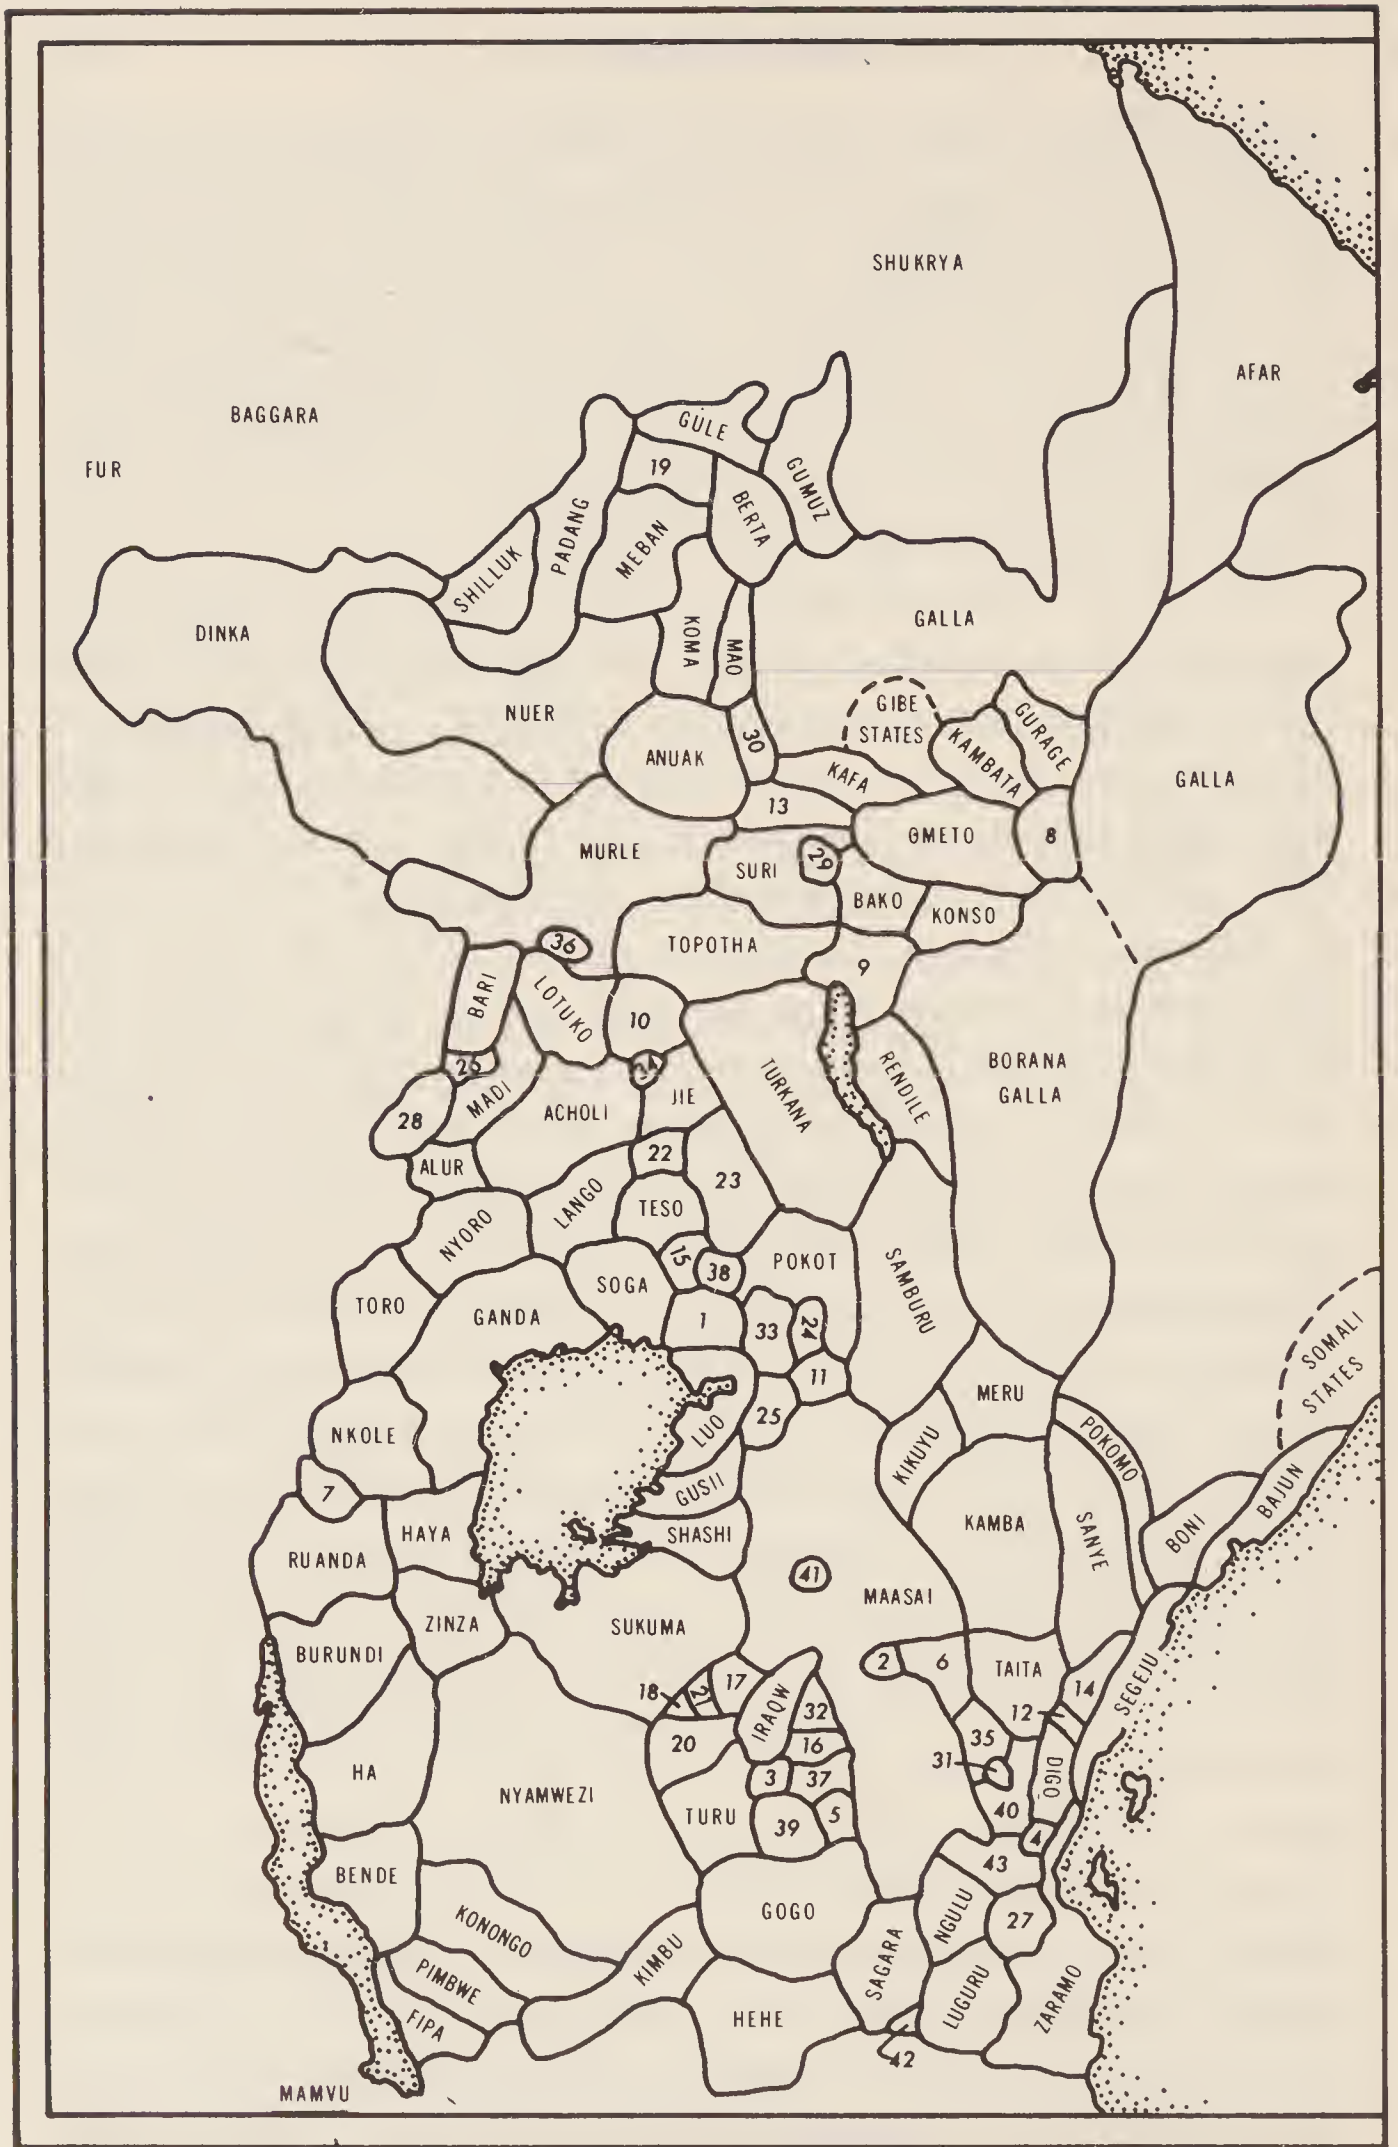 SHUKRYA
AFAR
BAGGARA
FUR
GULE
19
GUMUZ
BERTA
PADANG
MEBAN
SHILLUK
DINKA
KOMA
MAO
GALLA
NUER
GIBE
STATES
GURAGE
KAMBATA
ANUAK
30
KAFA
GALLA
13
OMETO
8
MURLE
SURI
29
BAKO
KONSO
36
TOPOTHA
9
BARI
LOTUKO
10
26
MADI
JIE
TURKANA
RENDILE
BORANA
GALLA
28
ACHOLI
ALUR
22
23
LANGO
TESO
NYORO
15
38
POKOT
SAMBURU
SOGA
TORO
GANDA
1
33
24
11
SOMALI
STATES
MERU
25
LUO
NKOLE
KIKUYU
POKOMO
GUSII
7
BAJUN
HAYA
SHASHI
KAMBA
SANYE
BONI
RUANDA
41
MAASAI
ZINZA
SUKUMA
BURUNDI
2
6
TAITA
14
SEGEJU
18
21
17
IRAQW
32
12
20
16
35
31
HA
3
37
DIGO
NYAMWEZI
TURU
39
5
40
4
43
BENDE
GOGO
NGULU
27
KONONGO
KIMBU
SAGARA
PIMBWE
LUGURU
ZARAMO
FIPA
HEHE
42
MAMVU